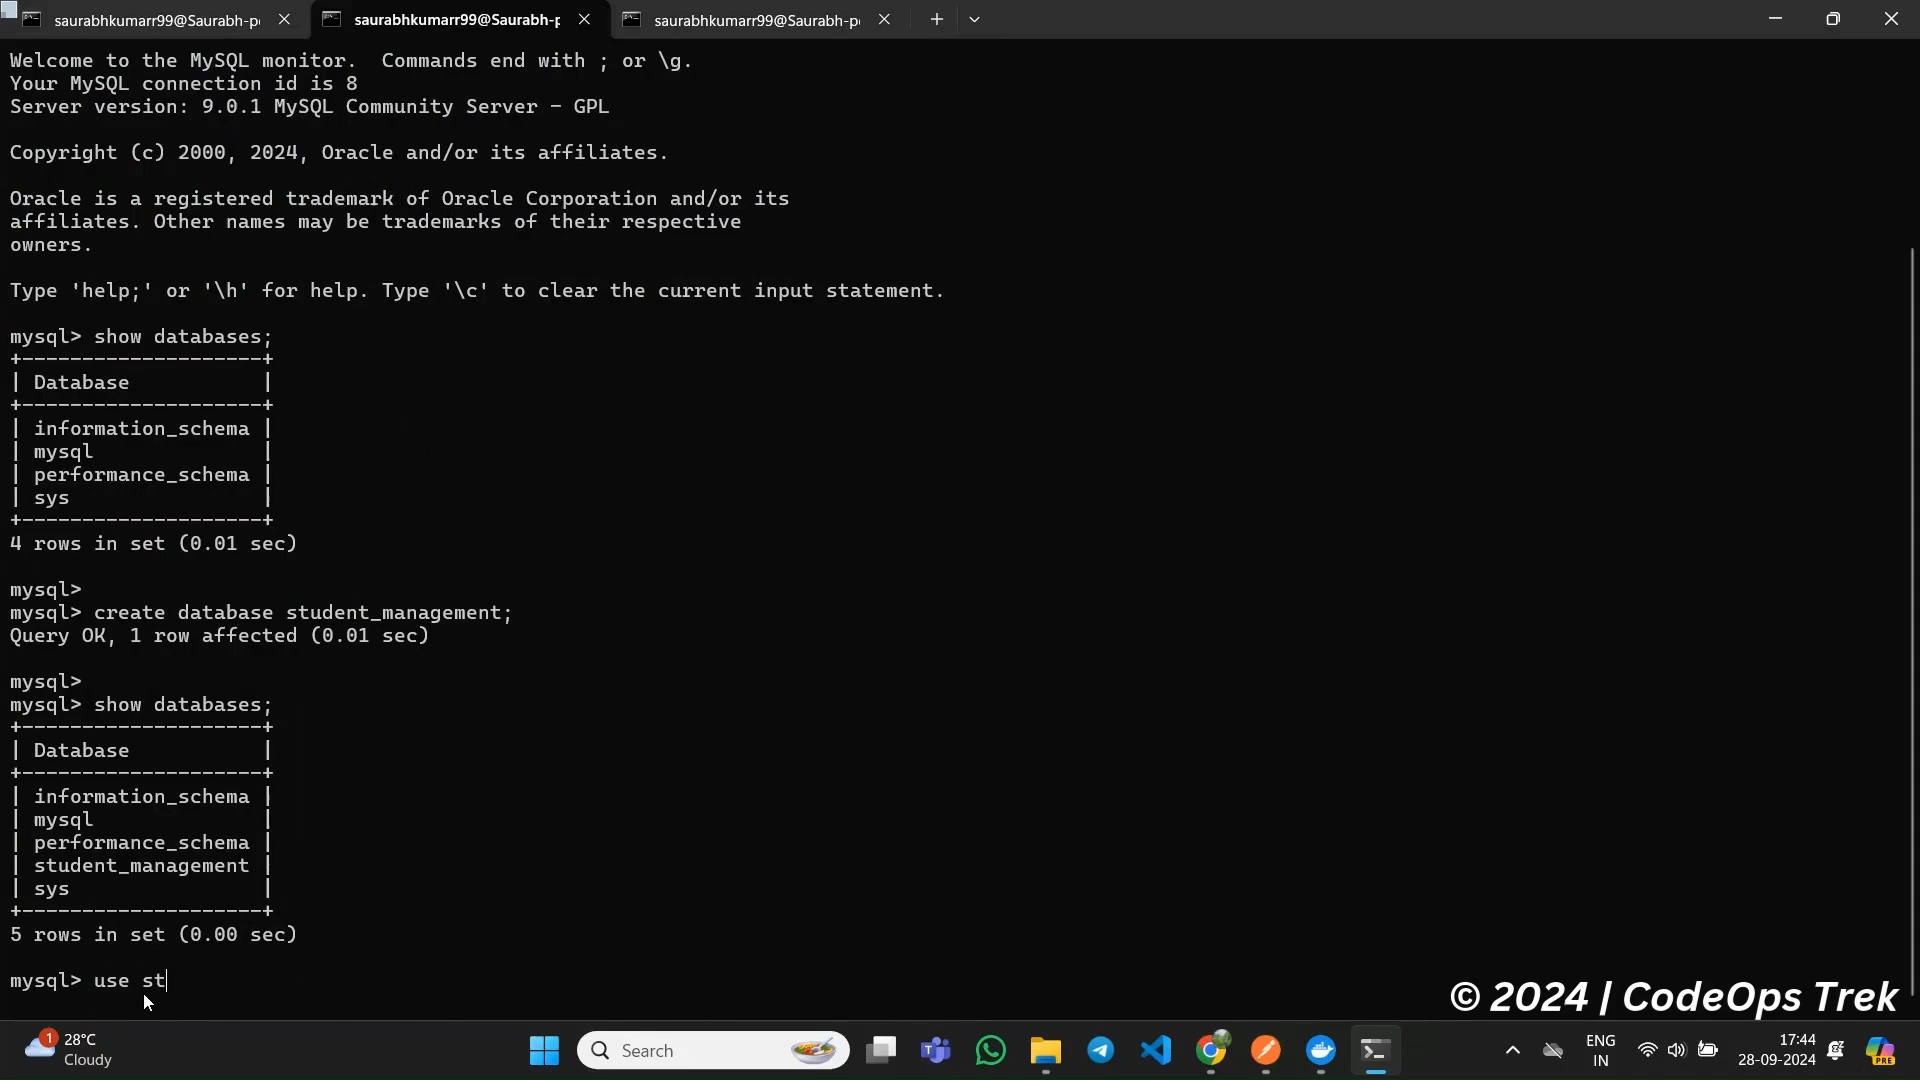 saurabhkumarr99@Saurabh-pc
saurabhkumarr99@Saurabh-p
saurabhkumarr99@Saurabh-pc
Welcome to the MySQL monitor.  Commands end with ; or \g.
Your MySQL connection id is 8
Server version: 9.0.1 MySQL Community Server - GPL
Copyright (c) 2000, 2024, Oracle and/or its affiliates.
Oracle is a registered trademark of Oracle Corporation and/or its
affiliates. Other names may be trademarks of their respective
owners.
Type 'help;' or '\h' for help. Type '\c' to clear the current input statement.
mysql> show databases;
+--------------------+
| Database           |
+--------------------+
| information_schema |
| mysql              |
| performance_schema |
| sys                |
+--------------------+
4 rows in set (0.01 sec)
mysql>
mysql> create database student_management;
Query OK, 1 row affected (0.01 sec)
mysql>
mysql> show databases;
+--------------------+
| Database           |
+--------------------+
| information_schema |
| mysql              |
| performance_schema |
| student_management |
| sys                |
+--------------------+
5 rows in set (0.00 sec)
mysql> use st
© 2024 | CodeOps Trek
1
28°C
Cloudy
Search
ENG
IN
17:44
28-09-2024
PRE